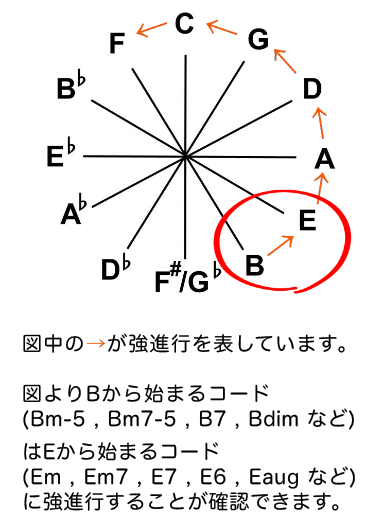 C
F
G
B♭
D
E♭
A
A♭
E
D♭
B
F#/G♭
図中の→が強進行を表しています。
図よりBから始まるコード
(Bm-5 , Bm7-5 , B7 , Bdim など)
はEから始まるコード
(Em , Em7 , E7 , E6 , Eaug など)
に強進行することが確認できます。